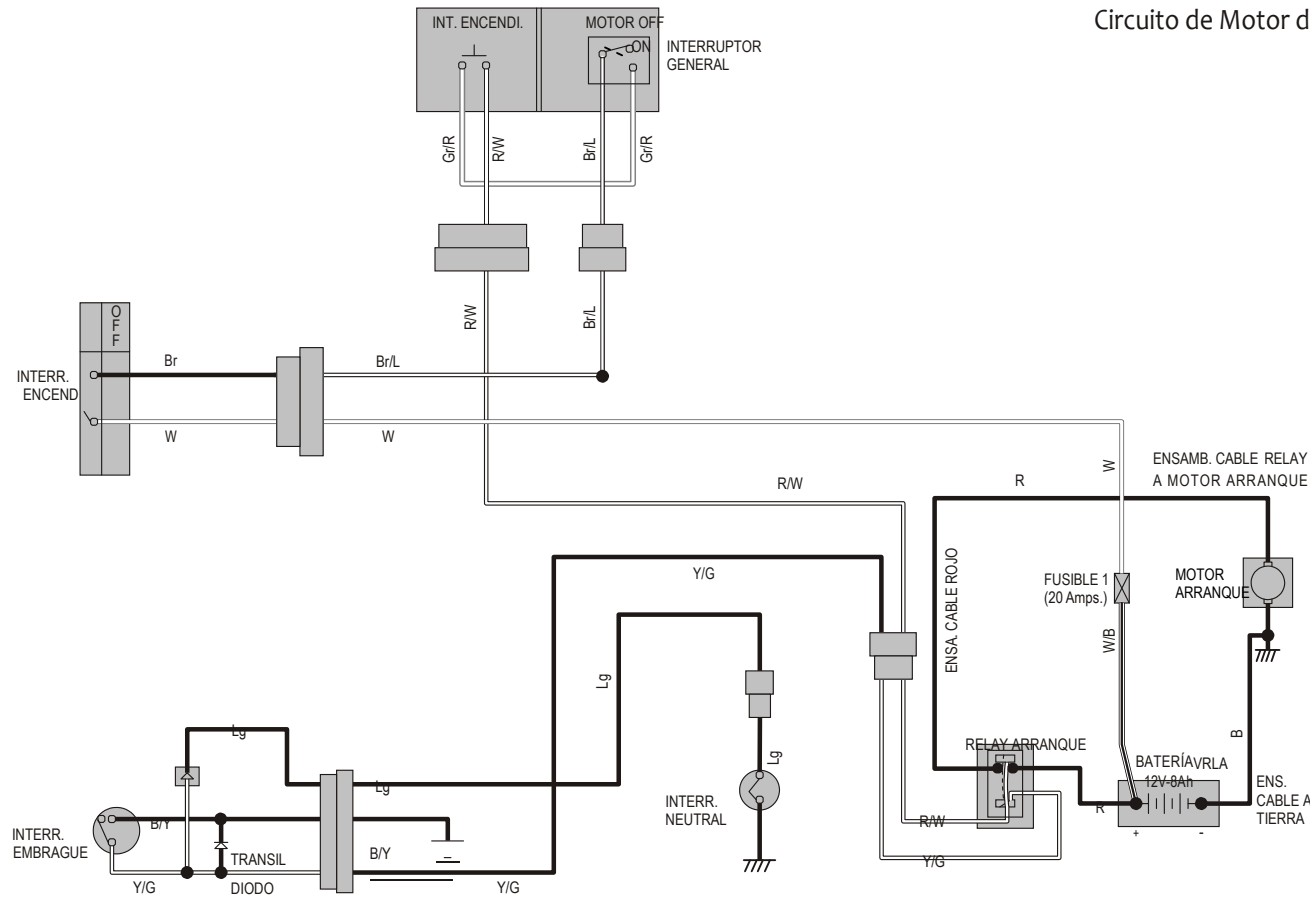 Circuito de Motor d
INT. ENCENDI.
MOTOR OFF
ON
INTERRUPTOR
GENERAL
Gr/R
R/W
Br/L
Gr/R
R/W
Br/L
O
F
F
INTERR.
ENCEND
Br
Br/L
W
W
W
R/W
R
ENSAMB. CABLE RELAY
A MOTOR ARRANQUE
Y/G
ENSA. CABLE ROJO
FUSIBLE 1
(20 Amps.)
MOTOR
ARRANQUE
W/B
Lg
Lg
Lg
Lg
RELAY ARRANQUE
BATERÍA VRLA
12V-8Ah
B
ENS.
CABLE A
TIERRA
R
+
-
INTERR.
NEUTRAL
R/W
Y/G
INTERR.
EMBRAGUE
B/Y
B/Y
TRANSIL
DIODO
Y/G
Y/G